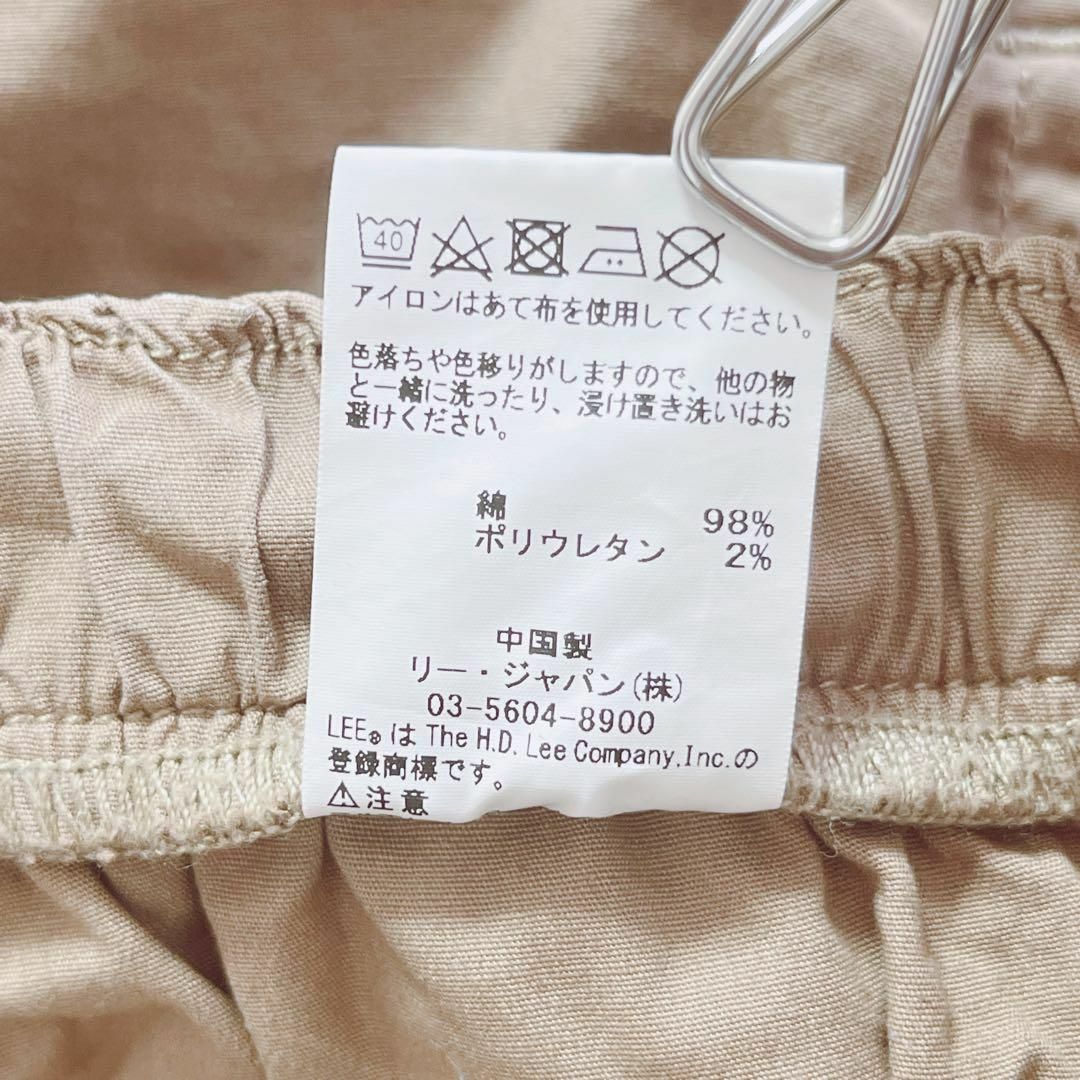 40
アイロンはあて布を使用してください。
色落ちや色移りがしますので、他の物
と一緒に洗ったり、浸け置き洗いはお
避けください。
綿 98%
ポリウレタン 2%
中国製
リー・ジャパン(株)
03-5604-8900
LEE® は The H.D. Lee Company, Inc. の
登録商標です。
⚠注意